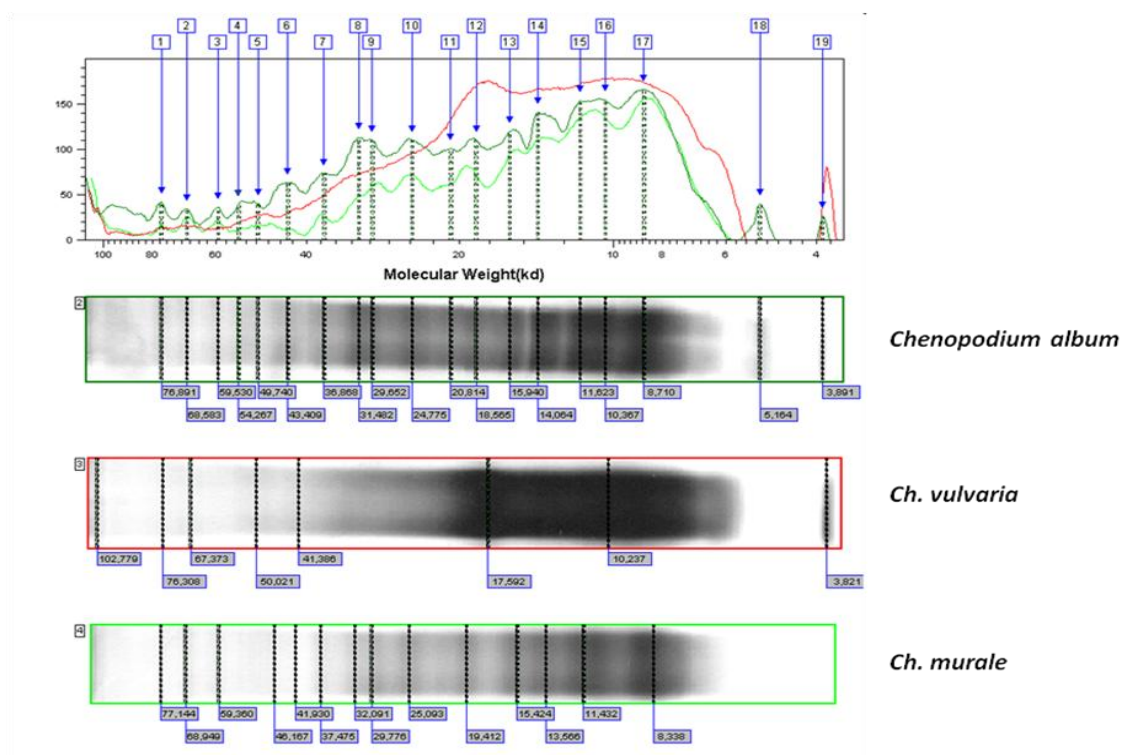 2 4 6 8 10 12 14 16 18
1 3 5 7 9 11 13 15 17 19
150
100
50
0
100 80 60 40 20 10 8 6 4
Molecular Weight(kd)
2
Chenopodium album
76,891 59,530 49,740 36,868 29,652 20,814 15,940 11,623 8,710 3,891
68,583 54,267 43,409 31,482 24,775 18,565 14,064 10,367 5,164
3
Ch. vulvaria
102,779 67,373 41,386 10,237
76,308 50,021 17,592 3,821
4
Ch. murale
77,144 59,360 41,930 32,091 25,093 15,424 11,432
68,949 46,167 37,475 29,776 19,412 13,566 8,338